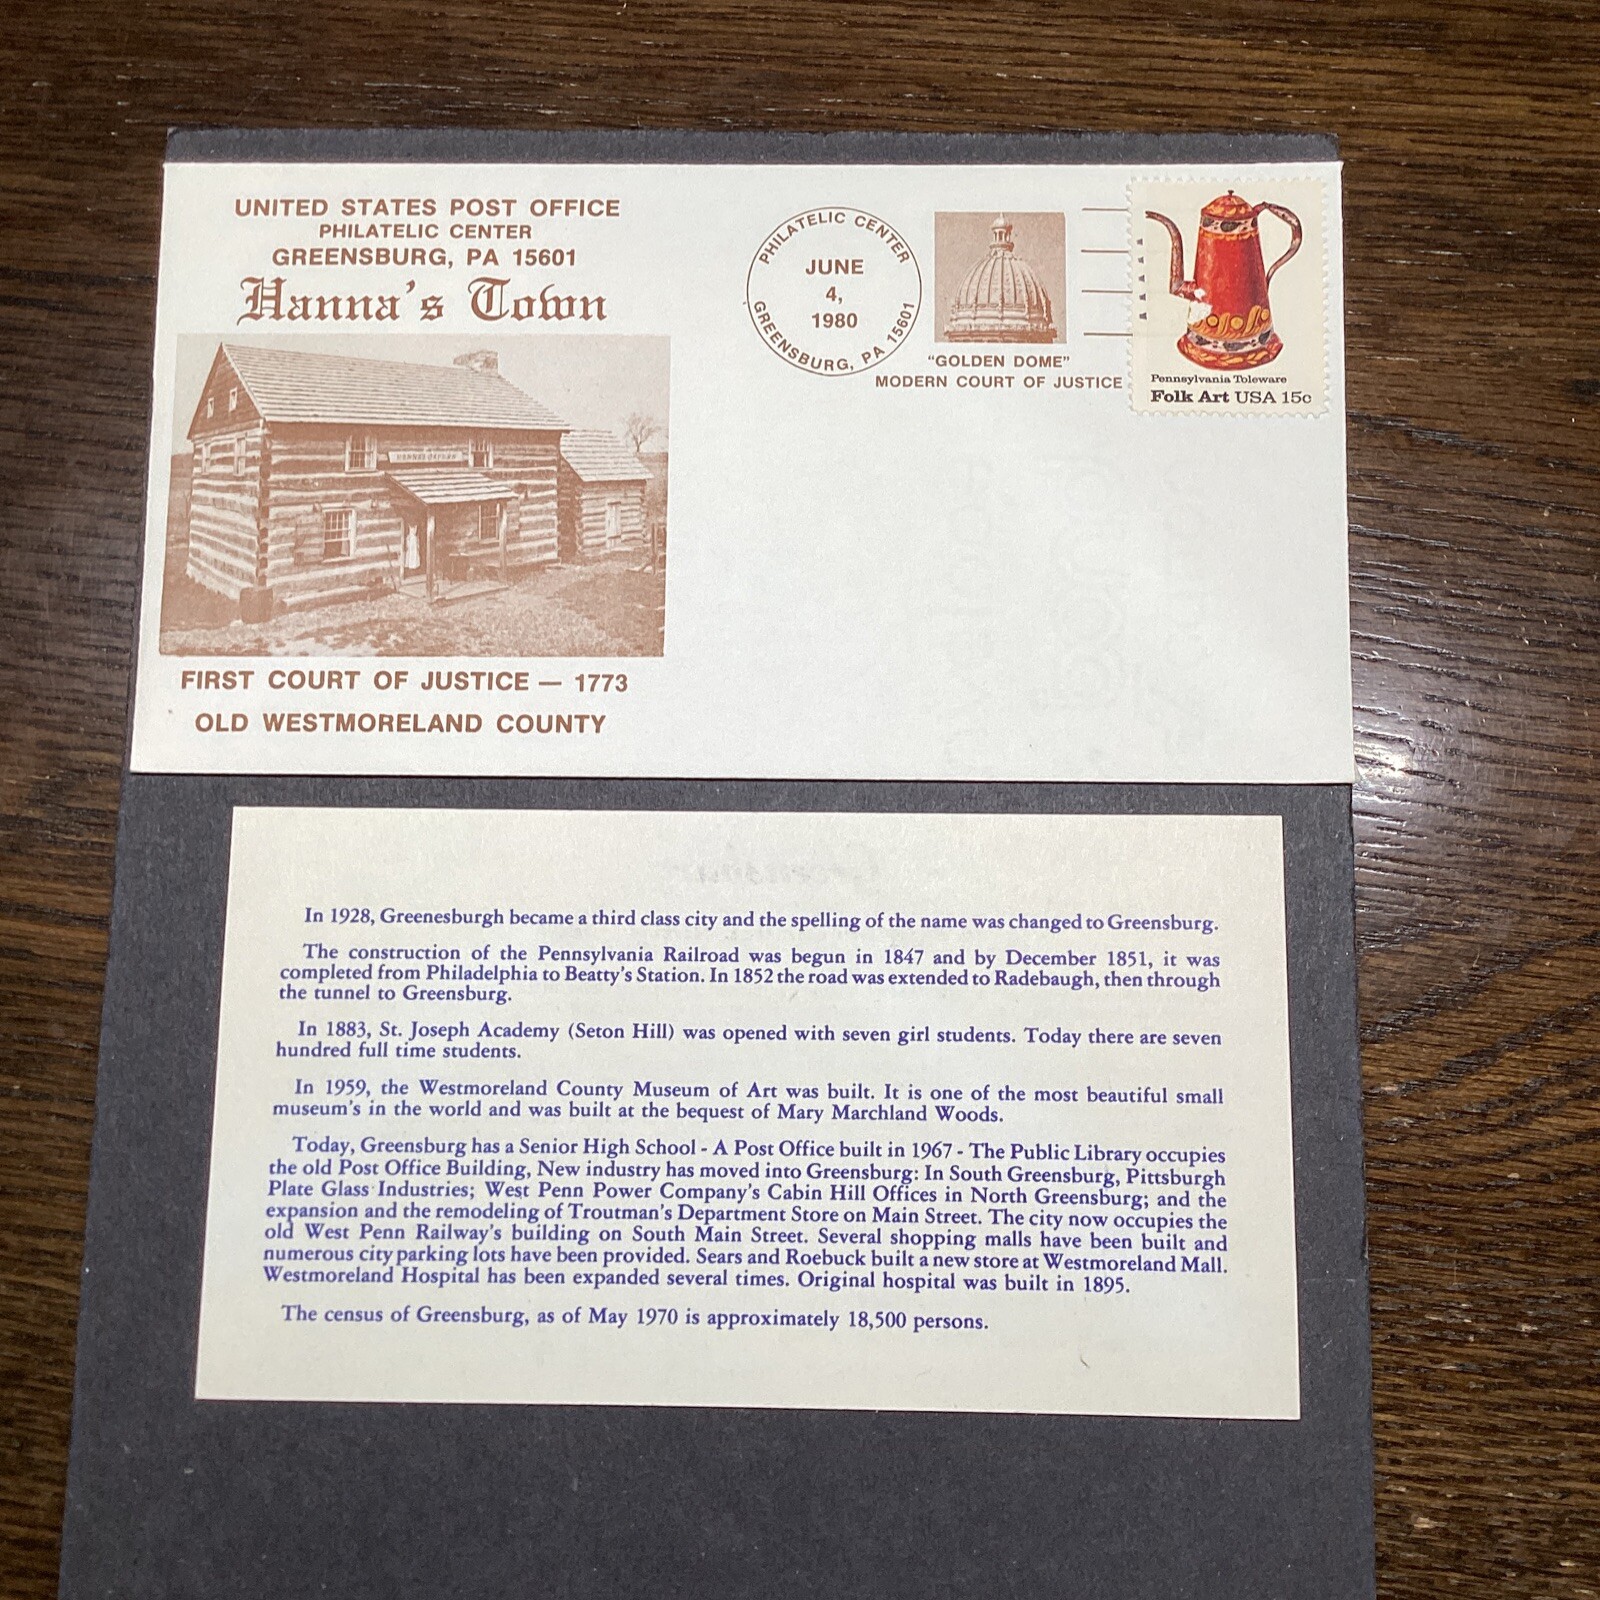 UNITED STATES POST OFFICE
PHILATELIC CENTER
GREENSBURG, PA 15601
Hanna's Town
FIRST COURT OF JUSTICE — 1773
OLD WESTMORELAND COUNTY
PHILATELIC CENTER
JUNE
4,
1980
GREENSBURG, PA 15601
"GOLDEN DOME"
MODERN COURT OF JUSTICE
Pennsylvania Toleware
Folk Art USA 15c
In 1928, Greenesburgh became a third class city and the spelling of the name was changed to Greensburg.
The construction of the Pennsylvania Railroad was begun in 1847 and by December 1851, it was
completed from Philadelphia to Beatty's Station. In 1852 the road was extended to Radebaugh, then through
the tunnel to Greensburg.
In 1883, St. Joseph Academy (Seton Hill) was opened with seven girl students. Today there are seven
hundred full time students.
In 1959, the Westmoreland County Museum of Art was built. It is one of the most beautiful small
museum's in the world and was built at the bequest of Mary Marchland Woods.
Today, Greensburg has a Senior High School - A Post Office built in 1967 - The Public Library occupies
the old Post Office Building, New industry has moved into Greensburg: In South Greensburg, Pittsburgh
Plate Glass Industries; West Penn Power Company's Cabin Hill Offices in North Greensburg; and the
expansion and the remodeling of Troutman's Department Store on Main Street. The city now occupies the
old West Penn Railway's building on South Main Street. Several shopping malls have been built and
numerous city parking lots have been provided. Sears and Roebuck built a new store at Westmoreland Mall.
Westmoreland Hospital has been expanded several times. Original hospital was built in 1895.
The census of Greensburg, as of May 1970 is approximately 18,500 persons.